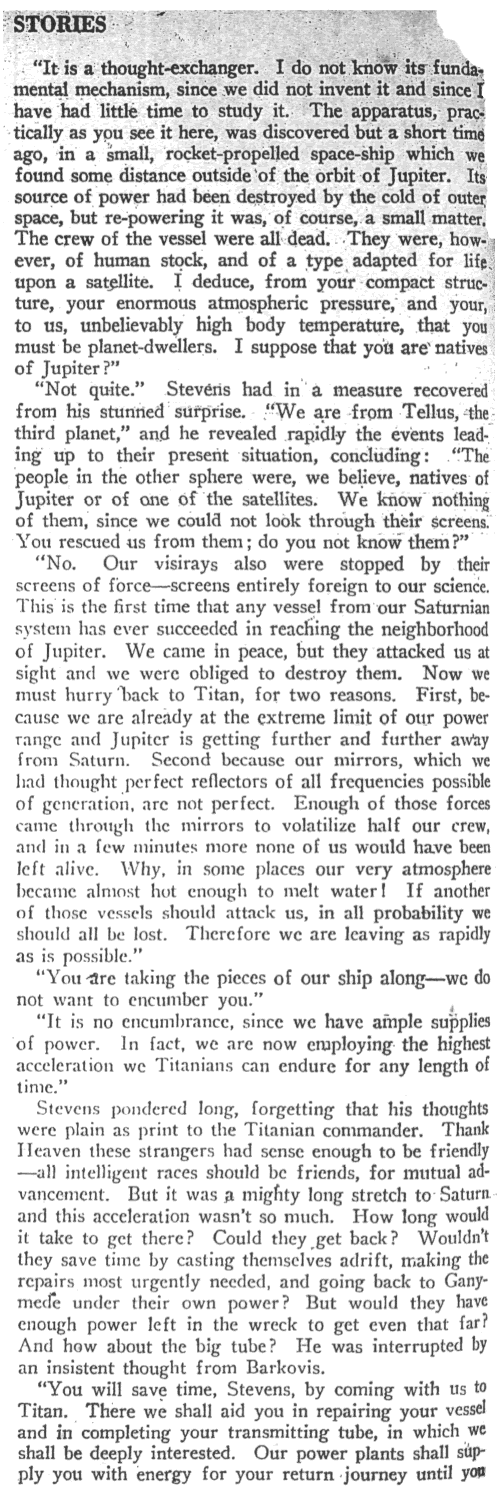 STORIES
"It is a thought-exchanger. I do not know its funda-
mental mechanism, since we did not invent it and since I
have had little time to study it. The apparatus, prac-
tically as you see it here, was discovered but a short time
ago, in a small, rocket-propelled space-ship which we
found some distance outside of the orbit of Jupiter. Its
source of power had been destroyed by the cold of outer
space, but re-powering it was, of course, a small matter.
The crew of the vessel were all dead. They were, how-
ever, of human stock, and of a type adapted for life
upon a satellite. I deduce, from your compact struc-
ture, your enormous atmospheric pressure, and your,
to us, unbelievably high body temperature, that you
must be planet-dwellers. I suppose that you are natives
of Jupiter?"
"Not quite." Stevens had in a measure recovered
from his stunned surprise. "We are from Tellus, the
third planet," and he revealed rapidly the events lead-
ing up to their present situation, concluding: "The
people in the other sphere were, we believe, natives of
Jupiter or of one of the satellites. We know nothing
of them, since we could not look through their screens.
You rescued us from them; do you not know them?"
"No. Our visirays also were stopped by their
screens of force—screens entirely foreign to our science.
This is the first time that any vessel from our Saturnian
system has ever succeeded in reaching the neighborhood
of Jupiter. We came in peace, but they attacked us at
sight and we were obliged to destroy them. Now we
must hurry back to Titan, for two reasons. First, be-
cause we are already at the extreme limit of our power
range and Jupiter is getting further and further away
from Saturn. Second because our mirrors, which we
had thought perfect reflectors of all frequencies possible
of generation, are not perfect. Enough of those forces
came through the mirrors to volatilize half our crew,
and in a few minutes more none of us would have been
left alive. Why, in some places our very atmosphere
became almost hot enough to melt water! If another
of those vessels should attack us, in all probability we
should all be lost. Therefore we are leaving as rapidly
as is possible."
"You are taking the pieces of our ship along—we do
not want to encumber you."
"It is no encumbrance, since we have ample supplies
of power. In fact, we are now employing the highest
acceleration we Titanians can endure for any length of
time."
Stevens pondered long, forgetting that his thoughts
were plain as print to the Titanian commander. Thank
Heaven these strangers had sense enough to be friendly
—all intelligent races should be friends, for mutual ad-
vancement. But it was a mighty long stretch to Saturn
and this acceleration wasn't so much. How long would
it take to get there? Could they get back? Wouldn't
they save time by casting themselves adrift, making the
repairs most urgently needed, and going back to Gany-
mede under their own power? But would they have
enough power left in the wreck to get even that far?
And how about the big tube? He was interrupted by
an insistent thought from Barkovis.
"You will save time, Stevens, by coming with us to
Titan. There we shall aid you in repairing your vessel
and in completing your transmitting tube, in which we
shall be deeply interested. Our power plants shall sup-
ply you with energy for your return journey until you